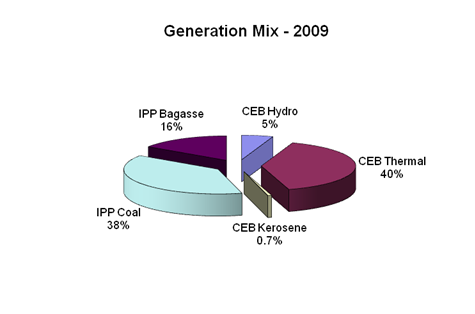 Generation Mix - 2009
IPP Bagasse
16%
CEB Hydro
5%
CEB Thermal
40%
IPP Coal
38%
CEB Kerosene
0.7%